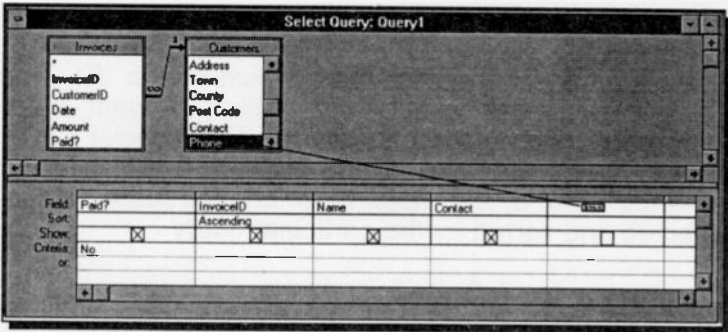 Select Query: Query1
Invoices
*
InvoiceID
CustomerID
Date
Amount
Paid?
∞
1
Customers
Address
Town
County
Post Code
Contact
Phone
Field: Paid? InvoiceID Name Contact
Sort: Ascending
Show:
Criteria: No
or: